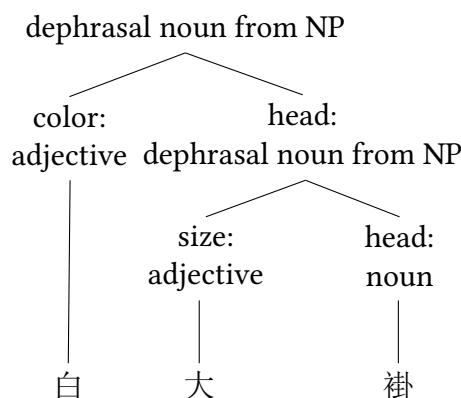 dephrasal noun from NP
color:
adjective
head:
dephrasal noun from NP
size:
adjective
head:
noun
白 大 褂